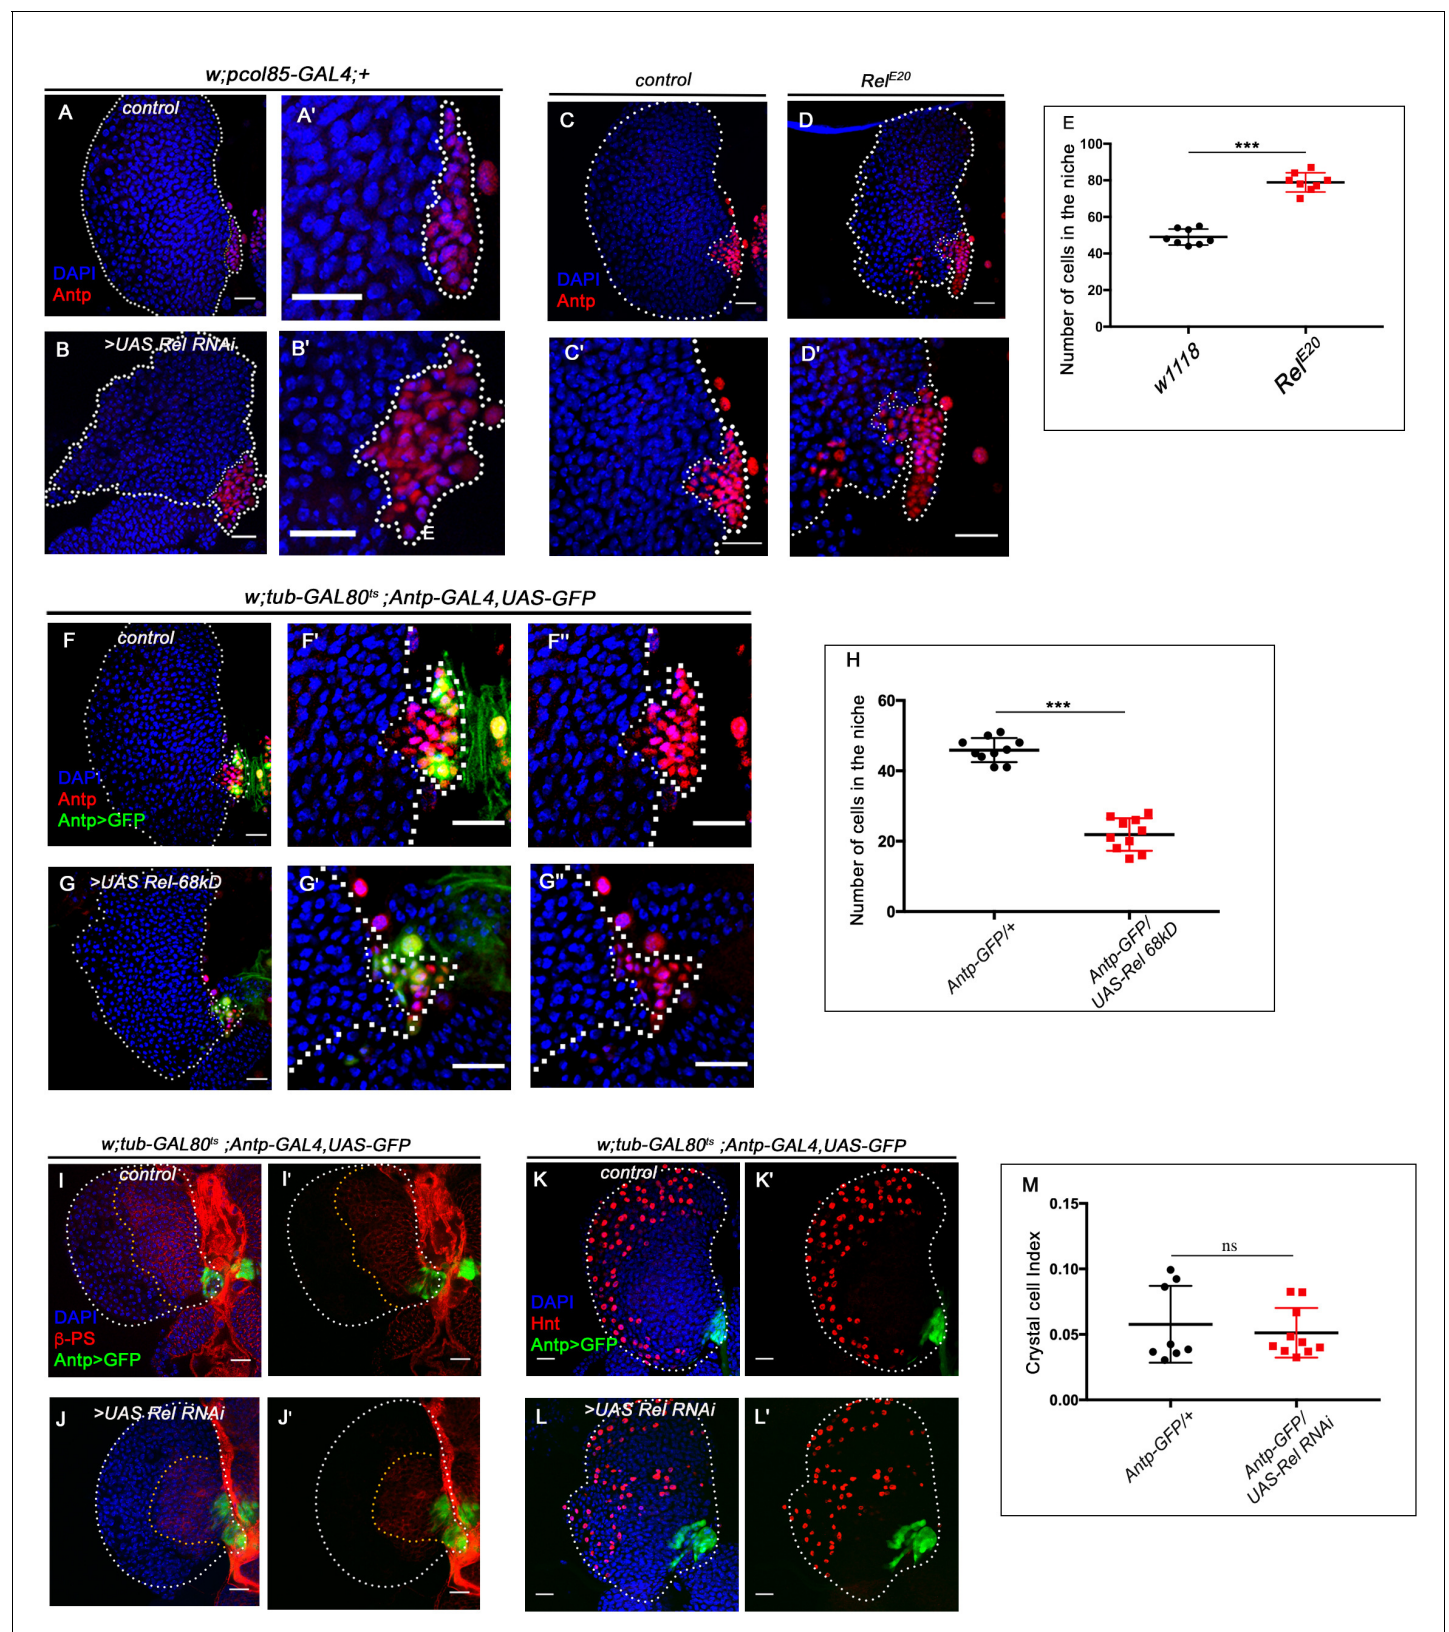 w;pcol85-GAL4;+
control
Rel^E20
A
control
DAPI
Antp
A'
C
DAPI
Antp
D
E
Number of cells in the niche
100
80
60
40
20
0
***
w1118
Rel^E20
B
>UAS Rel RNAi
B'
E
C'
D'
w;tub-GAL80^ts ;Antp-GAL4,UAS-GFP
F
control
DAPI
Antp
Antp>GFP
F'
F"
G
>UAS Rel-68kD
G'
G"
H
Number of cells in the niche
60
40
20
0
***
Antp-GFP/+
Antp-GFP/
UAS-Rel 68kD
w;tub-GAL80^ts ;Antp-GAL4,UAS-GFP
w;tub-GAL80^ts ;Antp-GAL4,UAS-GFP
I
control
DAPI
β-PS
Antp>GFP
I'
K
control
DAPI
Hnt
Antp>GFP
K'
J
>UAS Rel RNAi
J'
L
>UAS Rel RNAi
L'
M
Crystal cell Index
0.15
0.10
0.05
0.00
ns
Antp-GFP/+
Antp-GFP/
UAS-Rel RNAi